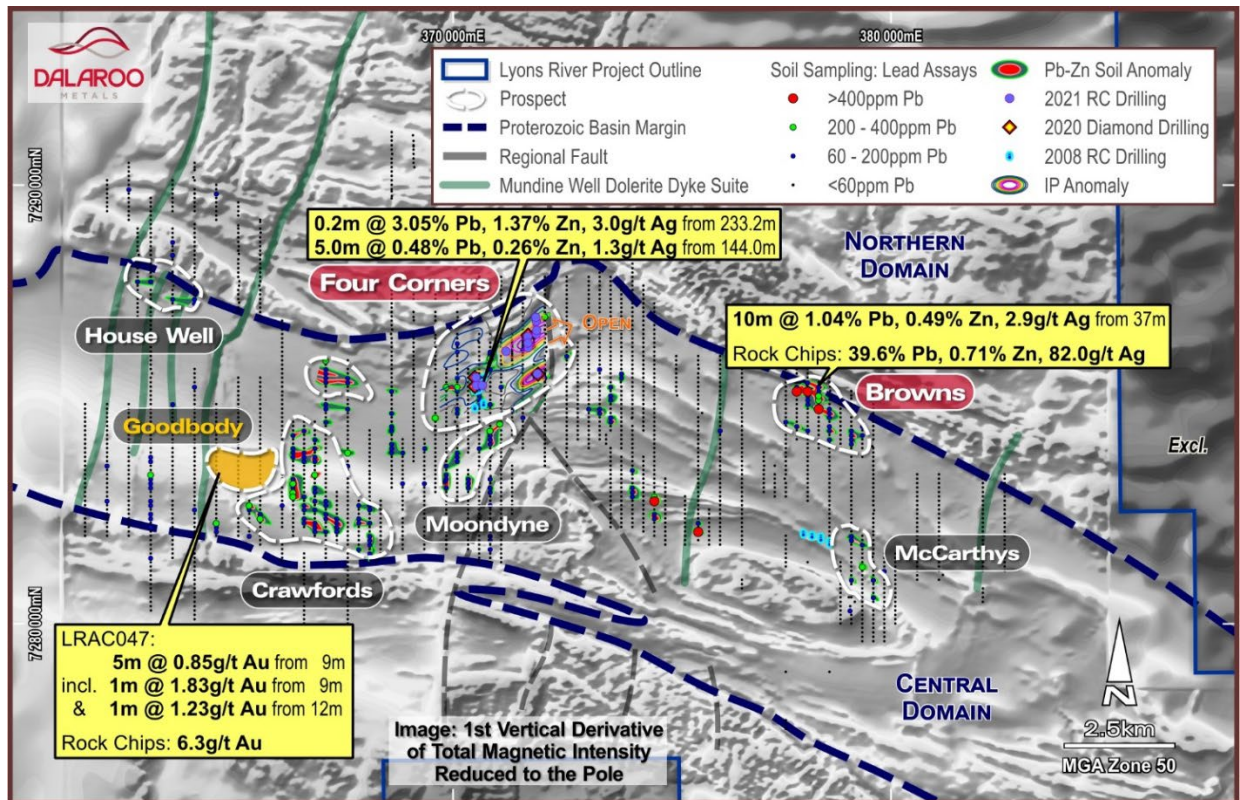 DALAROO
METALS
370 000mE
380 000mE
7 290 000mN
7 280 000mN
Lyons River Project Outline
Prospect
Proterozoic Basin Margin
Regional Fault
Mundine Well Dolerite Dyke Suite
Soil Sampling: Lead Assays
>400ppm Pb
200 - 400ppm Pb
60 - 200ppm Pb
<60ppm Pb
Pb-Zn Soil Anomaly
2021 RC Drilling
2020 Diamond Drilling
2008 RC Drilling
IP Anomaly
0.2m @ 3.05% Pb, 1.37% Zn, 3.0g/t Ag from 233.2m
5.0m @ 0.48% Pb, 0.26% Zn, 1.3g/t Ag from 144.0m
NORTHERN
DOMAIN
Four Corners
OPEN
House Well
10m @ 1.04% Pb, 0.49% Zn, 2.9g/t Ag from 37m
Rock Chips: 39.6% Pb, 0.71% Zn, 82.0g/t Ag
Browns
Goodbody
Excl.
Moondyne
McCarthys
Crawfords
LRAC047:
5m @ 0.85g/t Au from 9m
incl. 1m @ 1.83g/t Au from 9m
& 1m @ 1.23g/t Au from 12m
Rock Chips: 6.3g/t Au
CENTRAL
DOMAIN
Image: 1st Vertical Derivative
of Total Magnetic Intensity
Reduced to the Pole
N
2.5km
MGA Zone 50